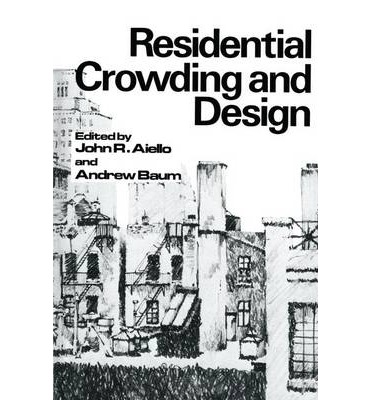 Residential
Crowding and
Design
Edited by
John R. Aiello
and
Andrew Baum